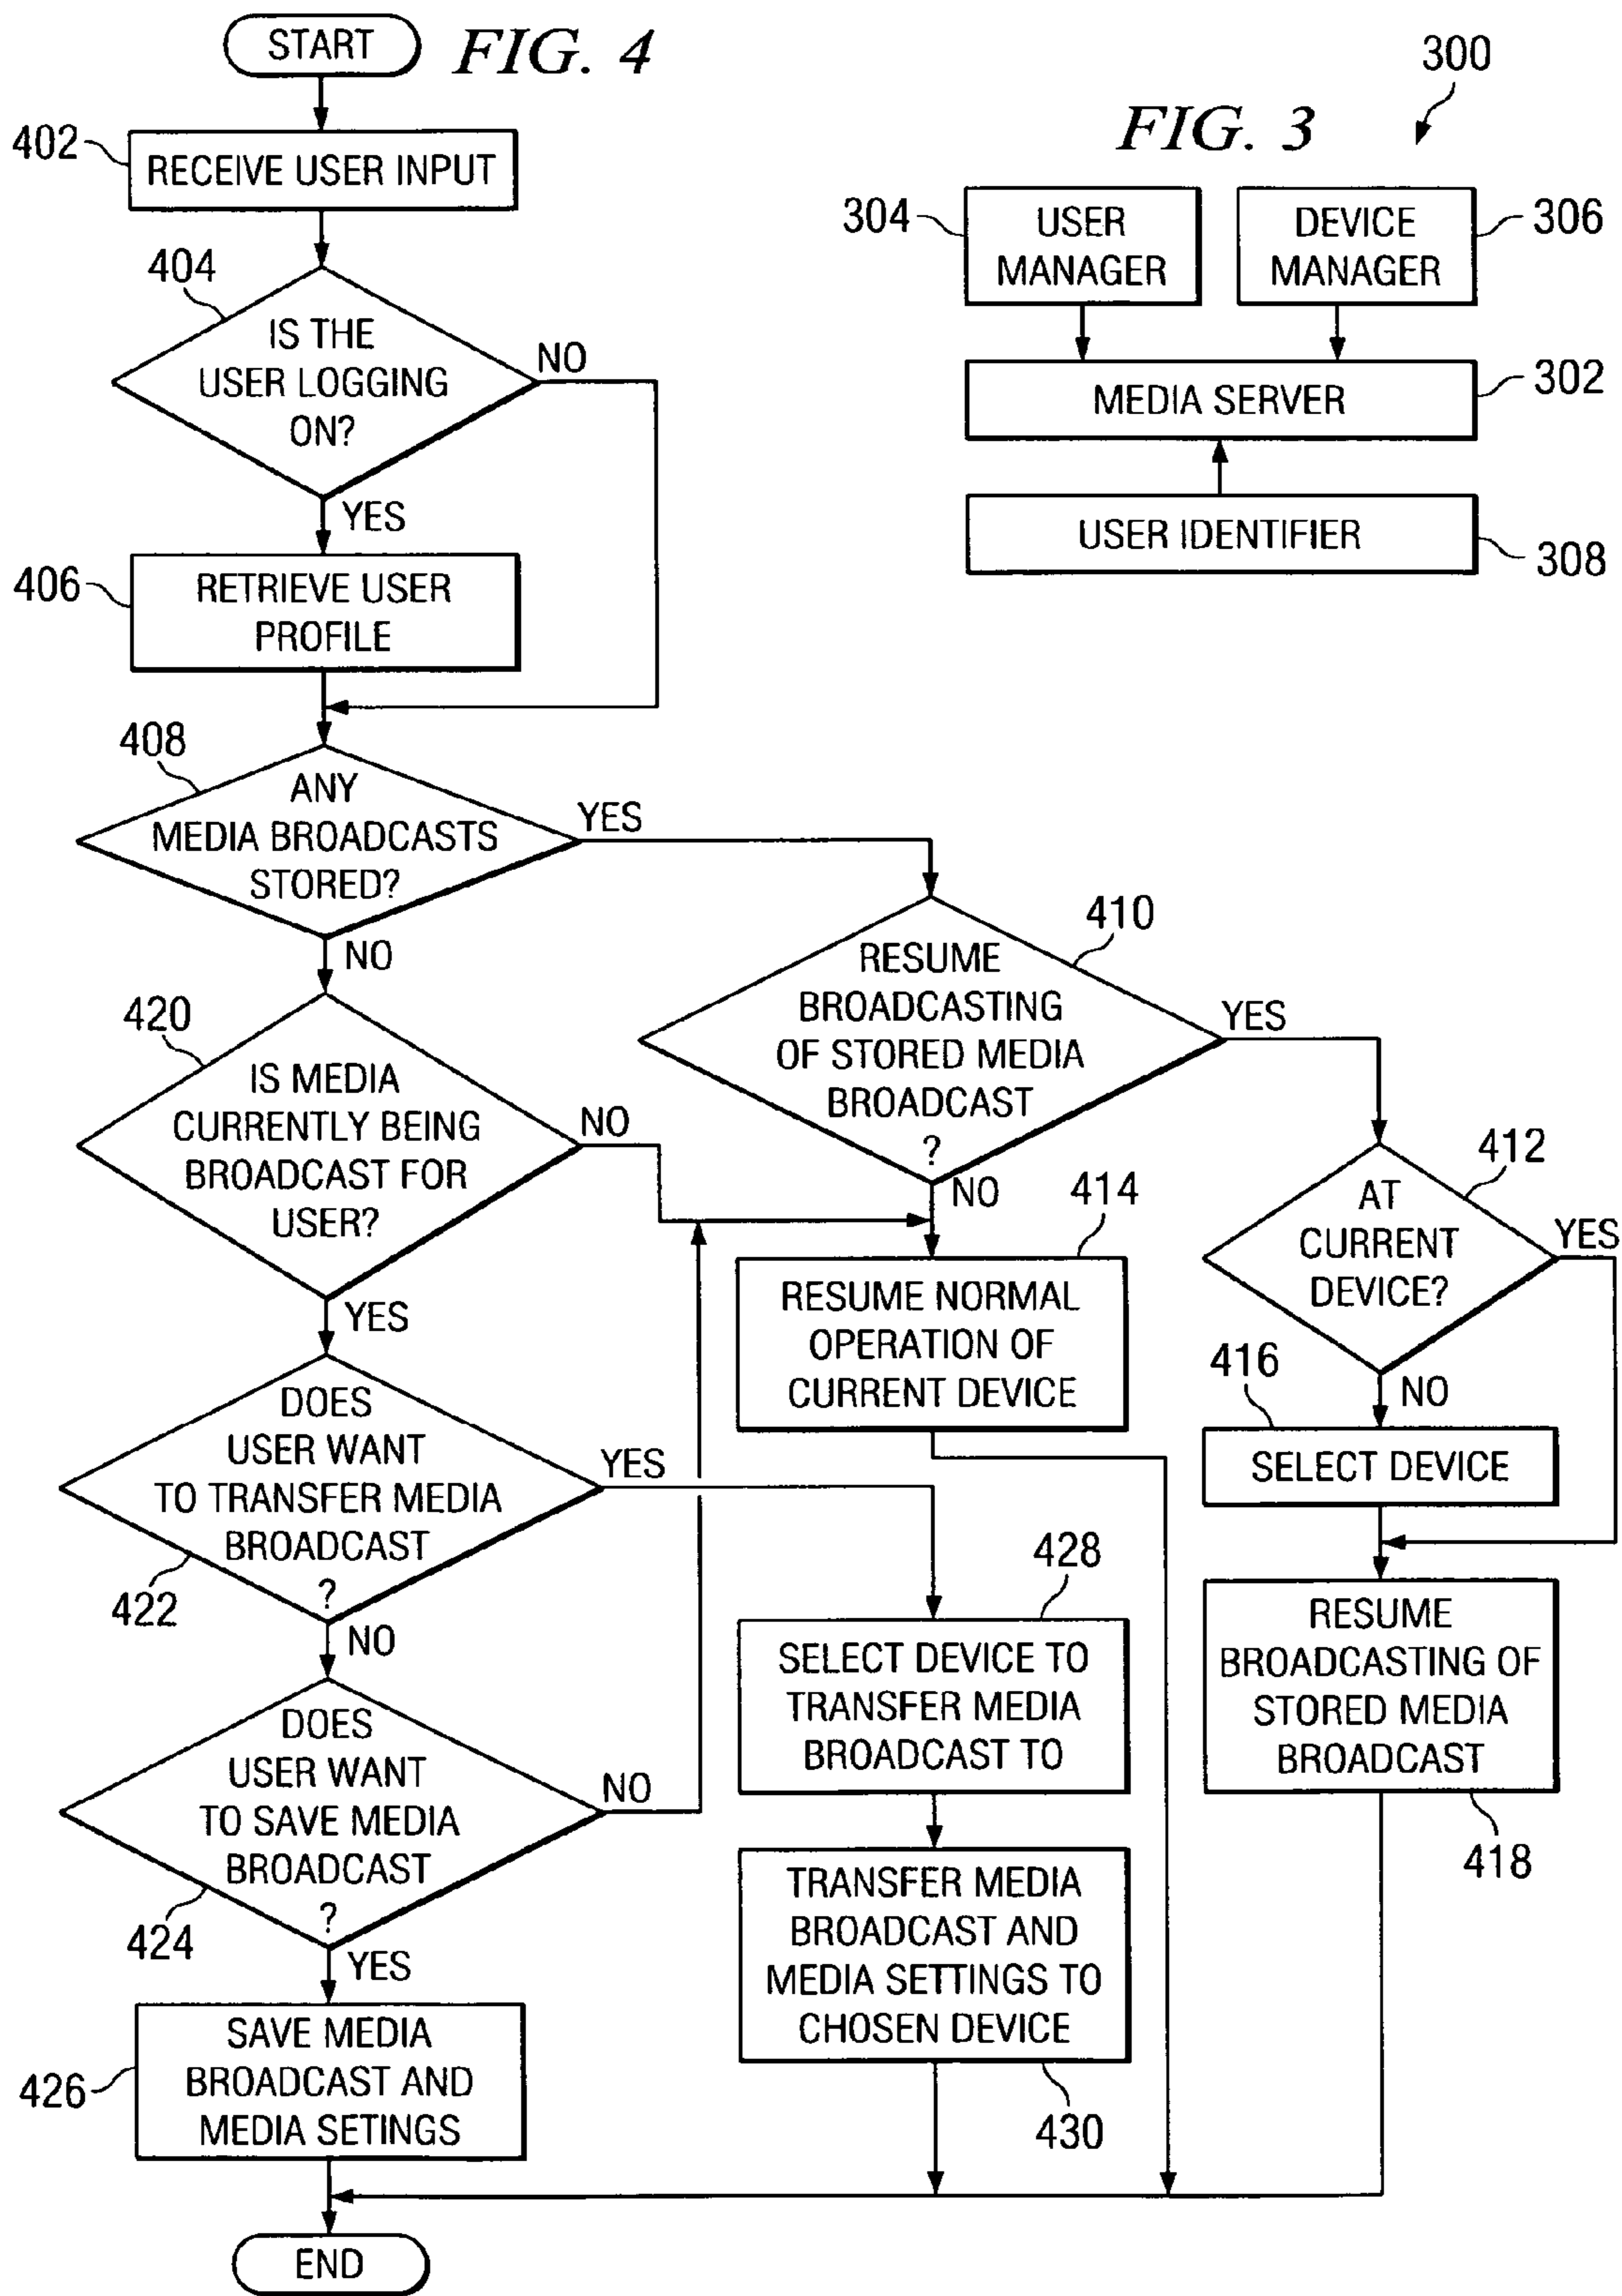 START
FIG. 4
402
RECEIVE USER INPUT
404
IS THE
USER LOGGING
ON?
NO
YES
406
RETRIEVE USER
PROFILE
408
ANY
MEDIA BROADCASTS
STORED?
YES
NO
410
RESUME
BROADCASTING
OF STORED MEDIA
BROADCAST
?
YES
NO
420
IS MEDIA
CURRENTLY BEING
BROADCAST FOR
USER?
NO
YES
412
AT
CURRENT
DEVICE?
YES
NO
414
RESUME NORMAL
OPERATION OF
CURRENT DEVICE
416
SELECT DEVICE
422
DOES
USER WANT
TO TRANSFER MEDIA
BROADCAST
?
YES
NO
428
SELECT DEVICE TO
TRANSFER MEDIA
BROADCAST TO
RESUME
BROADCASTING OF
STORED MEDIA
BROADCAST
418
424
DOES
USER WANT
TO SAVE MEDIA
BROADCAST
?
NO
YES
TRANSFER MEDIA
BROADCAST AND
MEDIA SETTINGS TO
CHOSEN DEVICE
430
426
SAVE MEDIA
BROADCAST AND
MEDIA SETINGS
END
FIG. 3
300
304
USER
MANAGER
DEVICE
MANAGER
306
MEDIA SERVER
302
USER IDENTIFIER
308